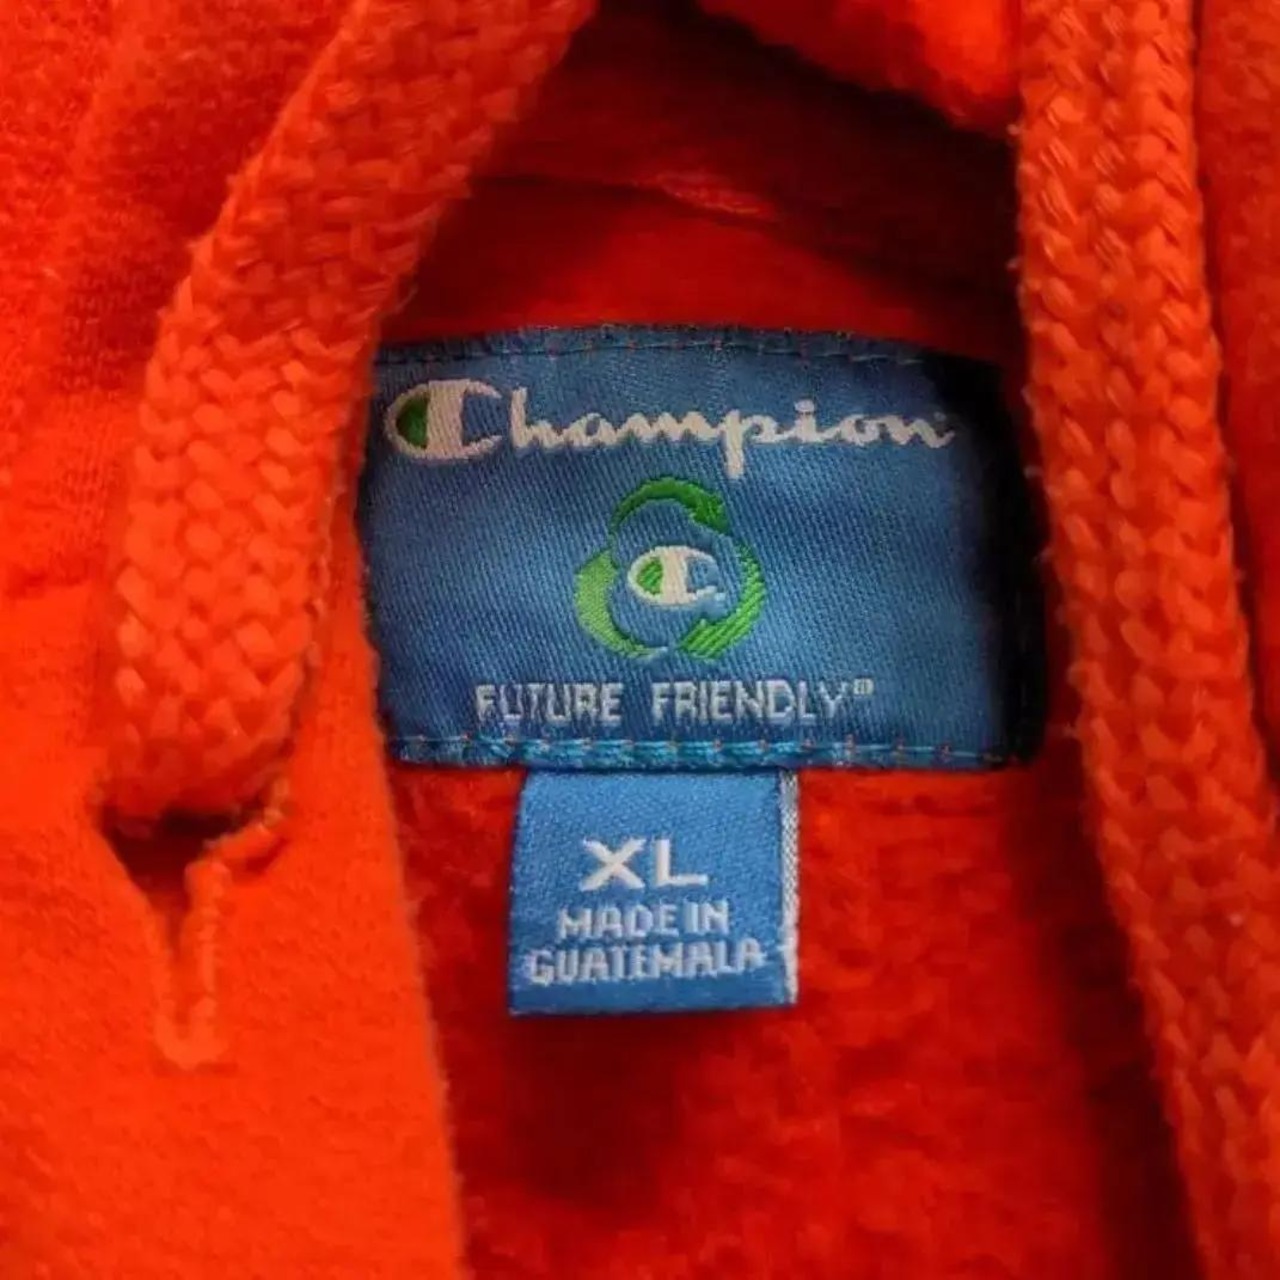 Champion
FUTURE FRIENDLY®
XL
MADE IN
GUATEMALA